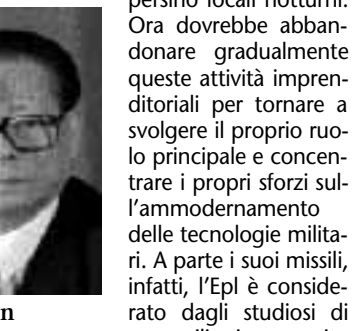 persino locali notturni.
Ora dovrebbe abban-
donare gradualmente
queste attività impren-
ditoriali per tornare a
svolgere il proprio ruo-
lo principale e concen-
trare i propri sforzi sul-
l'ammodernamento
delle tecnologie milita-
ri. A parte i suoi missili,
infatti, l'Epl è conside-
rato dagli studiosi di
n